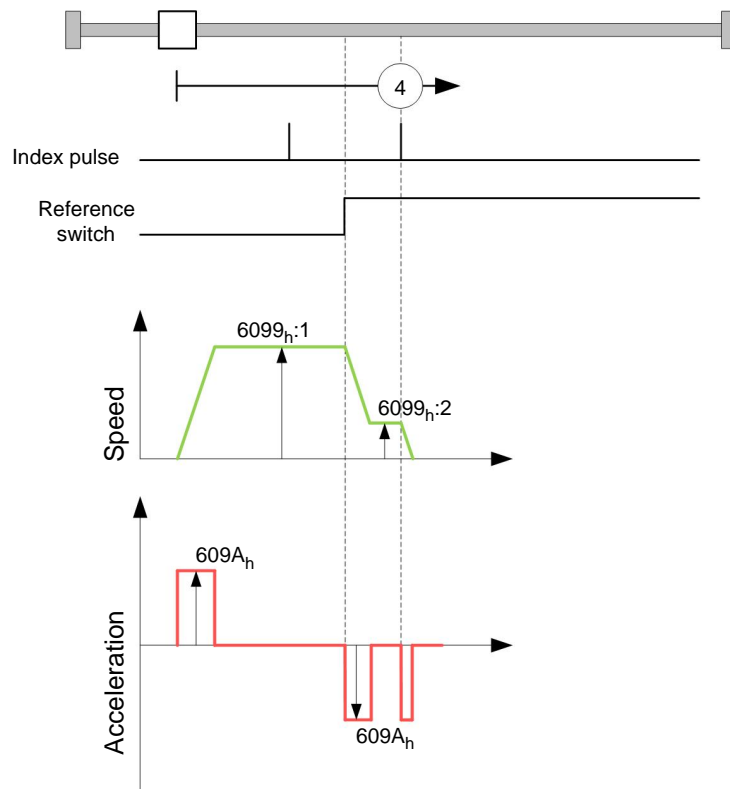 4
Index pulse
Reference
switch
6099h:1
6099h:2
Speed
609Ah
609Ah
Acceleration